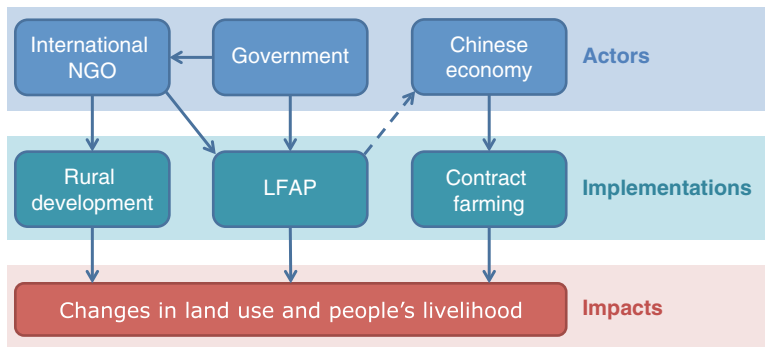 International
NGO
Government
Chinese
economy
Actors
Rural
development
LFAP
Contract
farming
Implementations
Changes in land use and people’s livelihood
Impacts